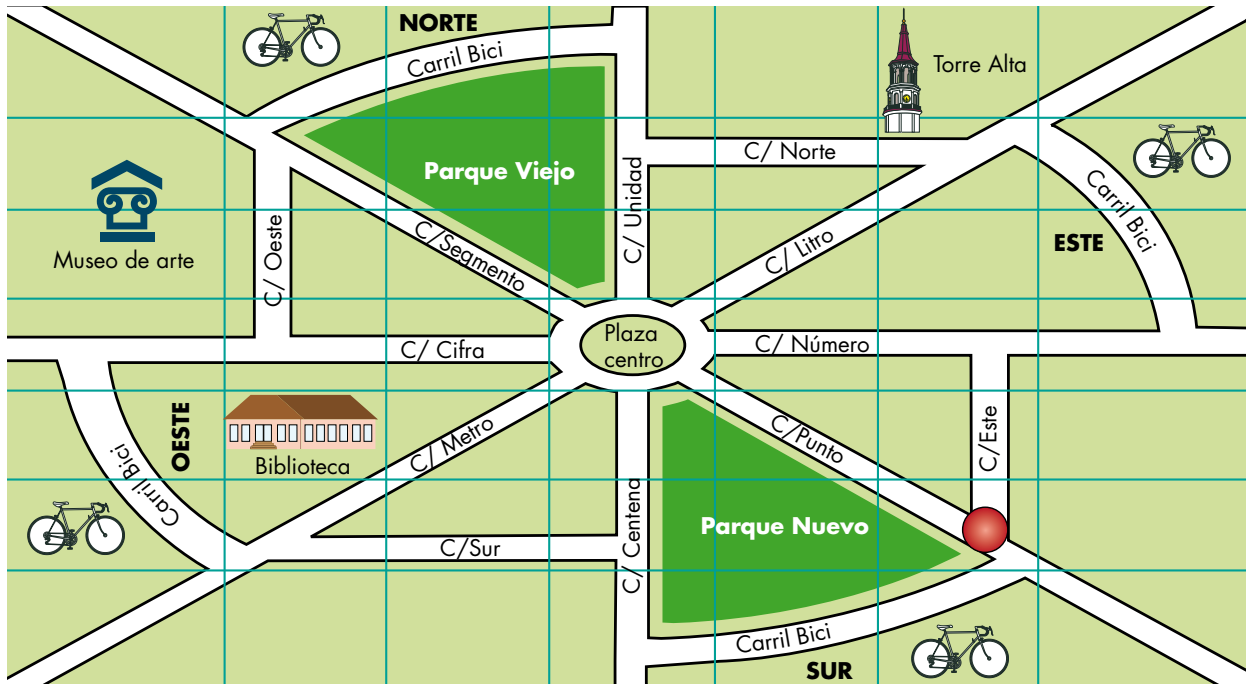 NORTE
Carril Bici
Torre Alta
C/ Norte
Parque Viejo
C/ Unidad
Carril Bici
Museo de arte
C/ Oeste
C/Segmento
C/ Litro
ESTE
C/ Cifra
Plaza
centro
C/ Número
OESTE
Biblioteca
C/ Metro
C/Punto
C/Este
Carril Bici
C/Sur
C/ Centena
Parque Nuevo
Carril Bici
SUR